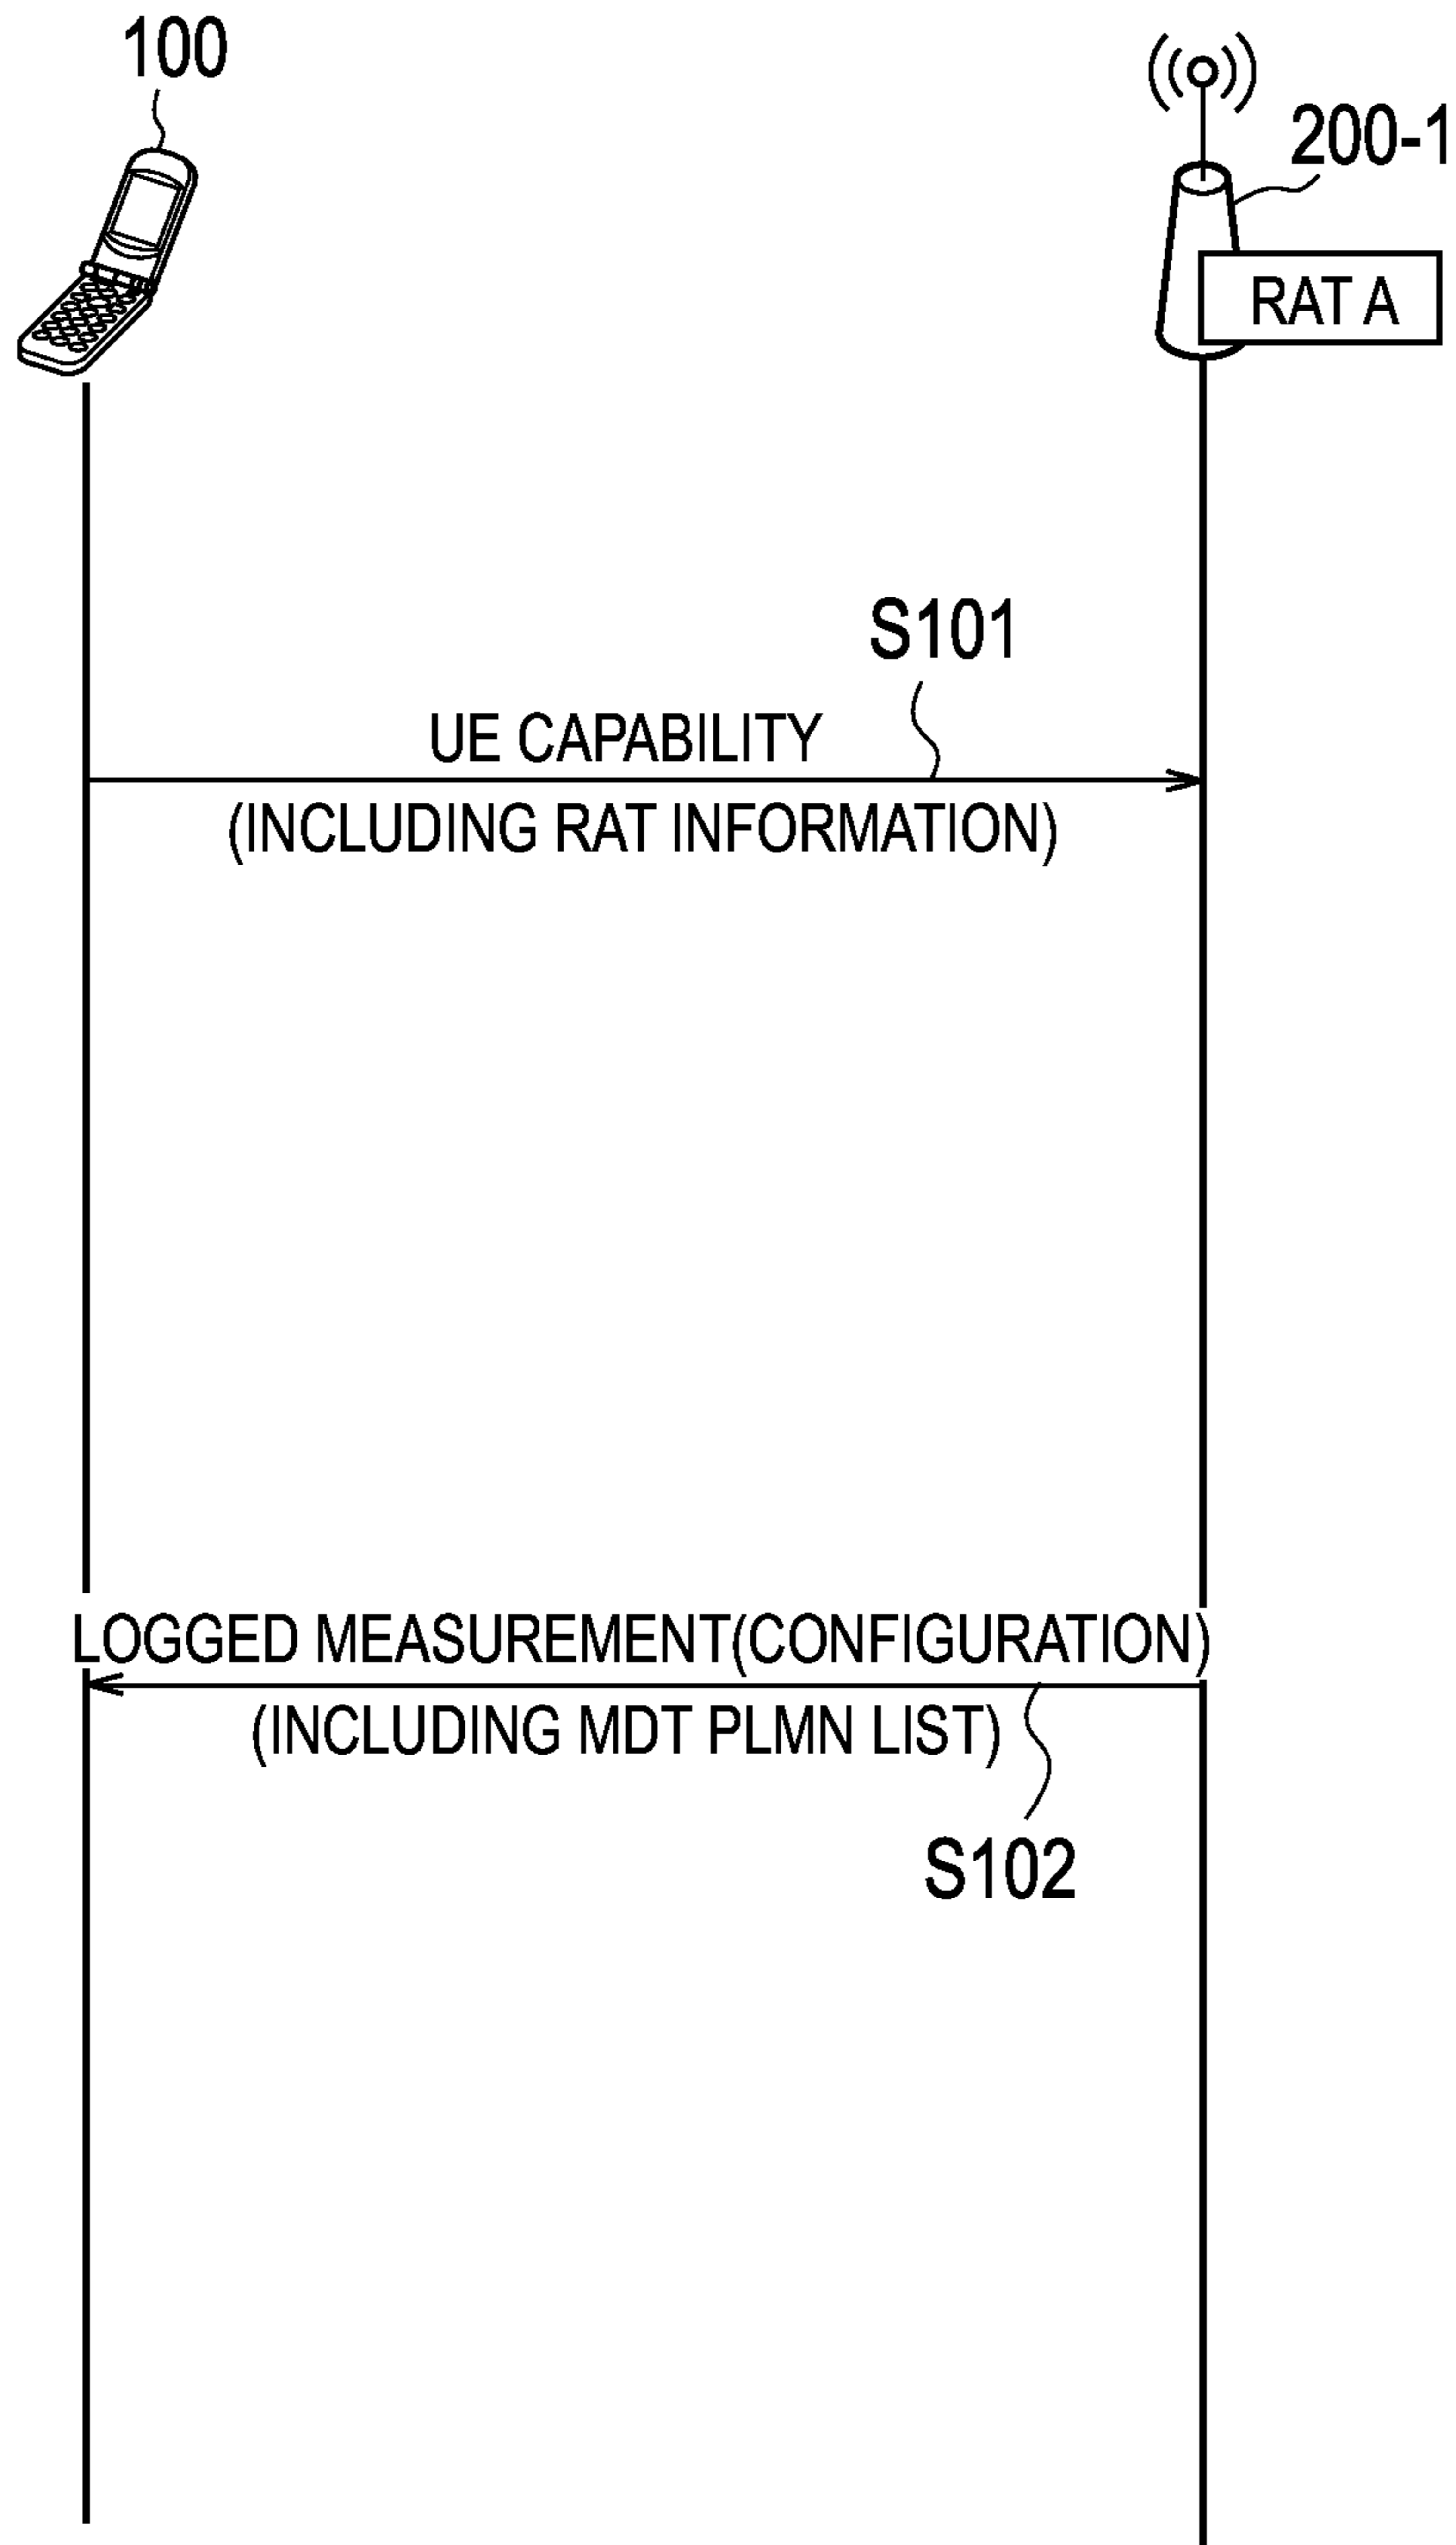 100
200-1
RAT A
S101
UE CAPABILITY
(INCLUDING RAT INFORMATION)
LOGGED MEASUREMENT(CONFIGURATION)
(INCLUDING MDT PLMN LIST)
S102